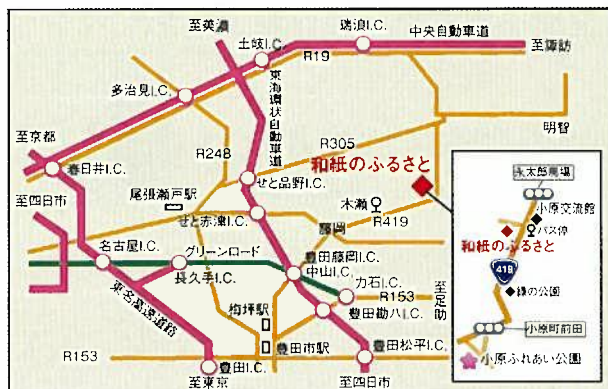 至英濃
瑞浪I.C.
中央自動車道
土岐I.C.
至諏訪
R19
多治見I.C.
東海環状自動車道
明智
至京都
R248
R305
和紙のふるさと
春日井I.C.
せと品野I.C.
尾張瀬戸駅
至四日市
木瀬
せと赤津I.C.
R419
藤岡
名古屋I.C.
グリーンロード
豊田藤岡I.C.
中山I.C.
長久手I.C.
力石I.C.
至足助
R153
東名高速道路
梅坪駅
豊田勘八I.C.
豊田市駅
豊田松平I.C.
R153
豊田I.C.
至東京
至四日市
永太郎馬場
小原交流館
バス停
和紙のふるさと
419
緑の公園
小原町前田
小原ふれあい公園